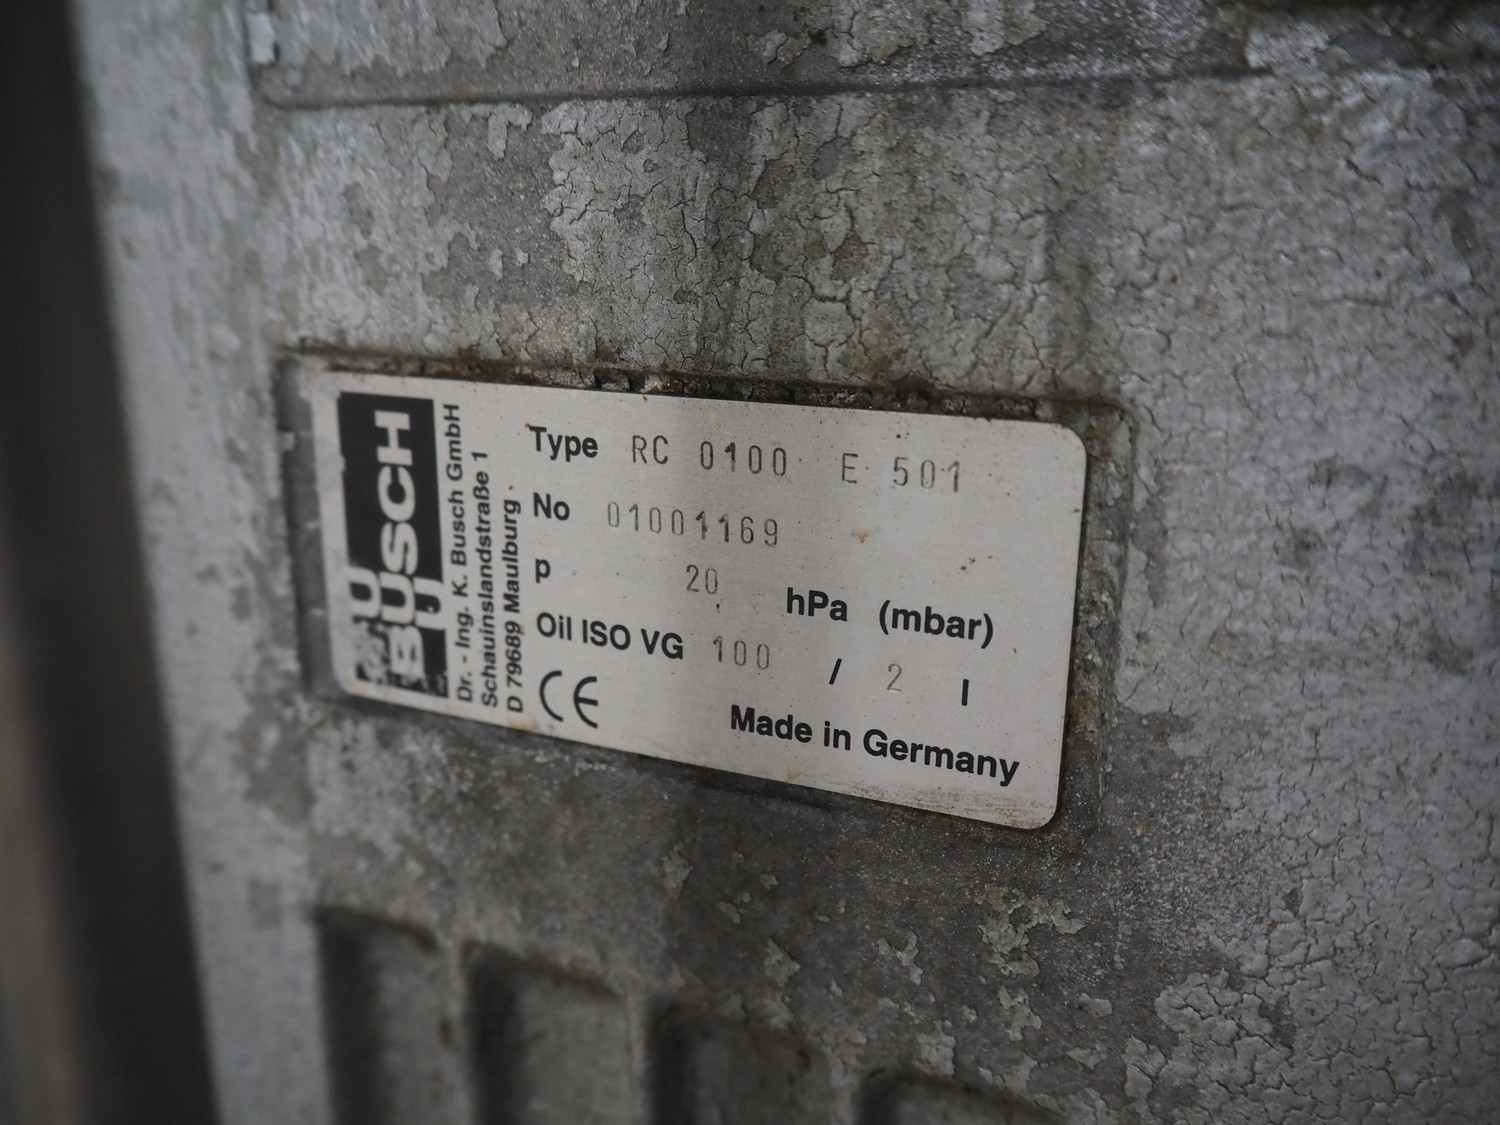 BUSCH
Dr. - Ing. K. Busch GmbH
Schauinslandstraße 1
D 79689 Maulburg
Type RC 0100 E 501
No 01001169
p 20 hPa (mbar)
Oil ISO VG 100 / 2 l
CE
Made in Germany